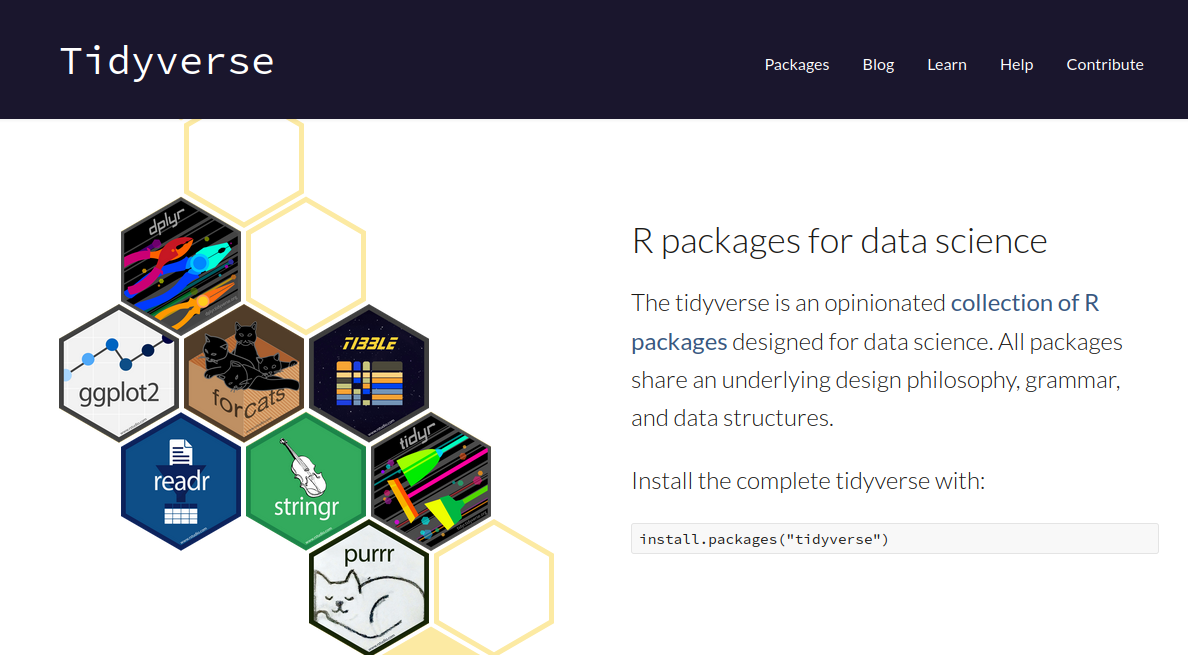 Tidyverse
Packages Blog Learn Help Contribute
dplyr
ggplot2
forcats
TIBBLE
readr
stringr
tidyr
purrr
R packages for data science
The tidyverse is an opinionated collection of R
packages designed for data science. All packages
share an underlying design philosophy, grammar,
and data structures.
Install the complete tidyverse with:
install.packages("tidyverse")